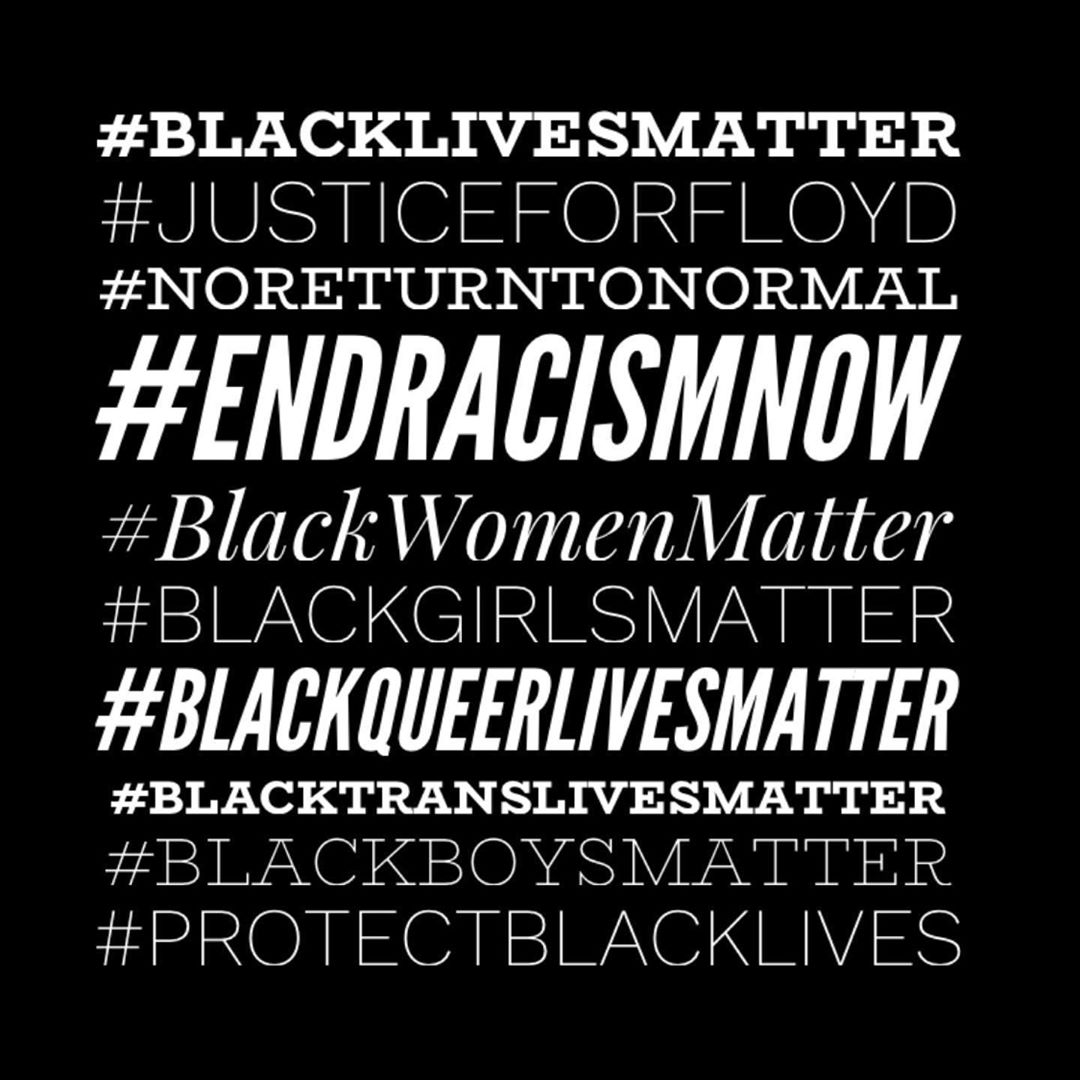 #BLACKLIVESMATTER
#JUSTICEFORFLOYD
#NORETURNTONORMAL
#ENDRACISMNOW
#BlackWomenMatter
#BLACKGIRLSMATTER
#BLACKQUEERLIVESMATTER
#BLACKTRANSLIVESMATTER
#BLACKBOYSMATTER
#PROTECTBLACKLIVES